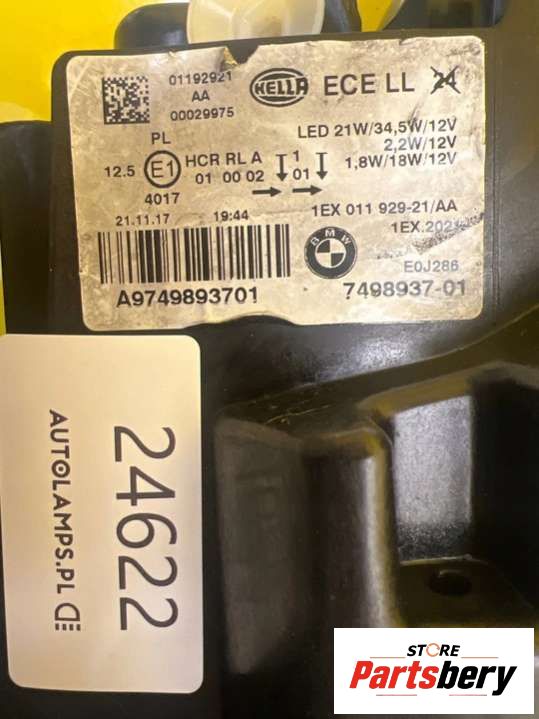 01192921
AA
00029975
HELLA
ECE LL 24
PL
LED 21W/34,5W/12V
2,2W/12V
1,8W/18W/12V
12.5 E1 HCR RL A 1
01 00 02 01
4017
21.11.17 19:44
1EX 011 929-21/AA
1EX.202
BMW
E0J286
A9749893701
7498937-01
24622
AUTOLAMPS.PL
STORE
Partsbery